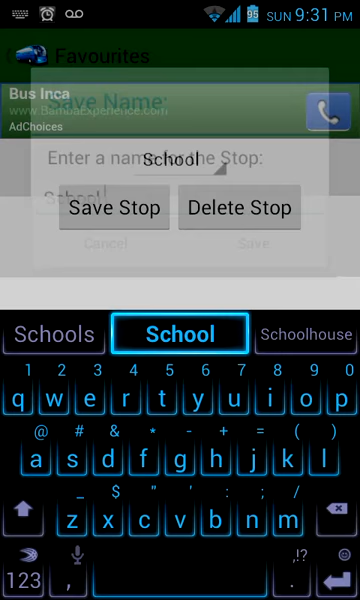 95 SUN 9:31 PM
Favourites
Bus Inca
www.BambaExperience.com
AdChoices
Save Name:
Enter a name for the Stop:
School
School
Save Stop Delete Stop
Cancel Save
Schools School Schoolhouse
1 2 3 4 5 6 7 8 9 0
q w e r t y u i o p
@ # & * - + = ( )
a s d f g h j k l
_ $ " ' : ; /
z x c v b n m
,!?
123 , .